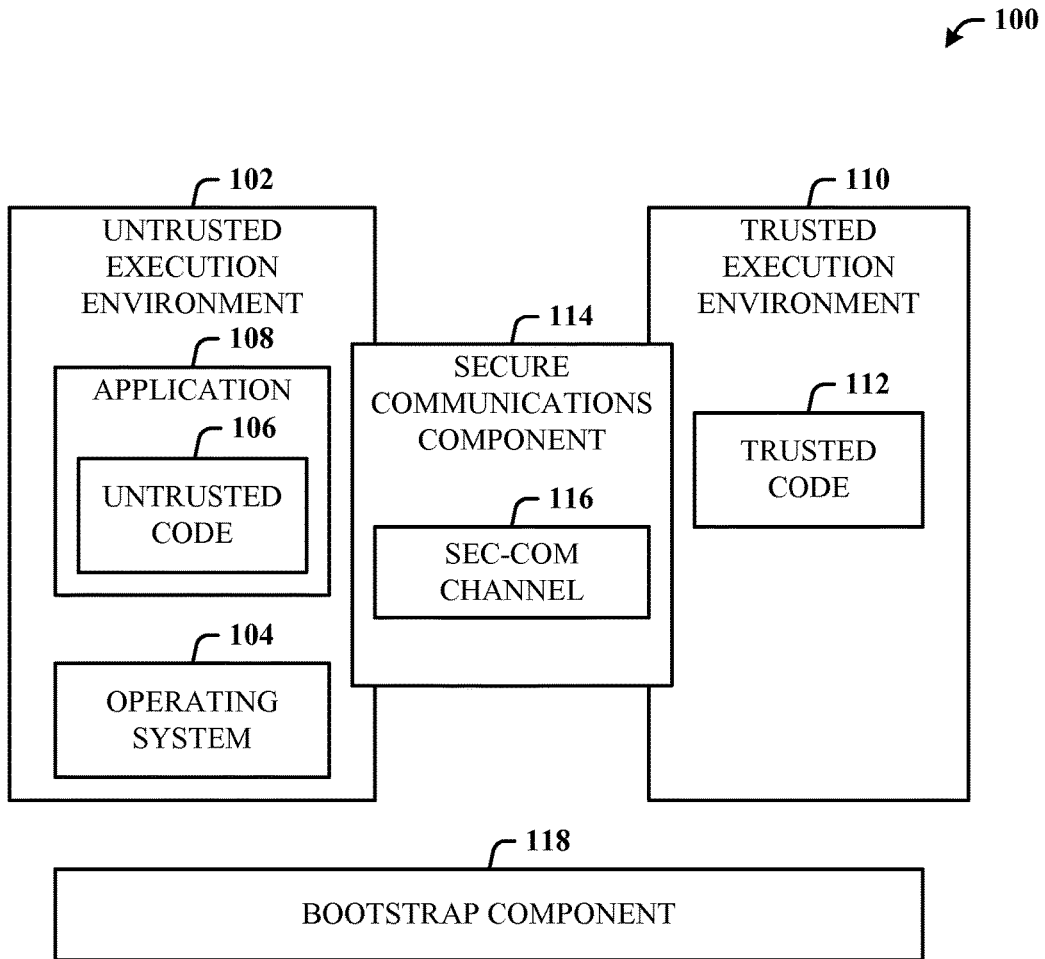 100
102
UNTRUSTED
EXECUTION
ENVIRONMENT
108
APPLICATION
106
UNTRUSTED
CODE
104
OPERATING
SYSTEM
114
SECURE
COMMUNICATIONS
COMPONENT
116
SEC-COM
CHANNEL
110
TRUSTED
EXECUTION
ENVIRONMENT
112
TRUSTED
CODE
118
BOOTSTRAP COMPONENT